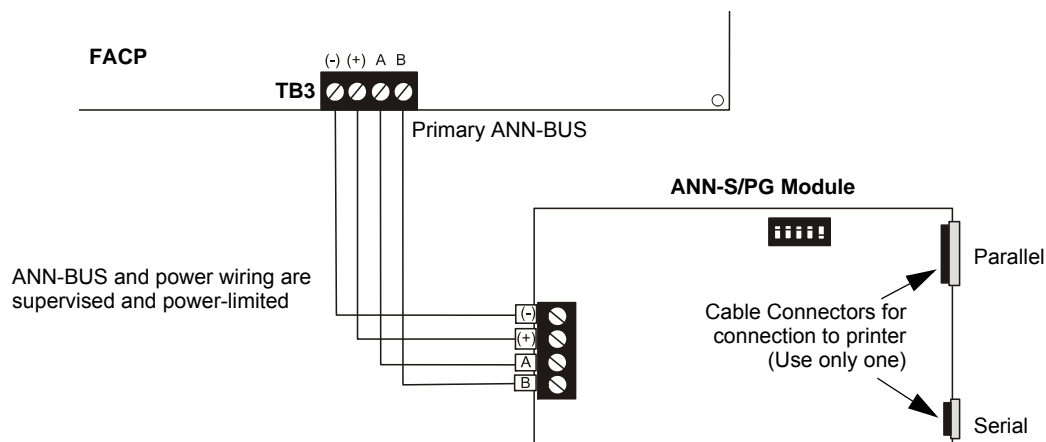 FACP
(-) (+) A B
TB3
Primary ANN-BUS
ANN-S/PG Module
Parallel
ANN-BUS and power wiring are
supervised and power-limited
Cable Connectors for
connection to printer
(Use only one)
(-)
(+)
A
B
Serial